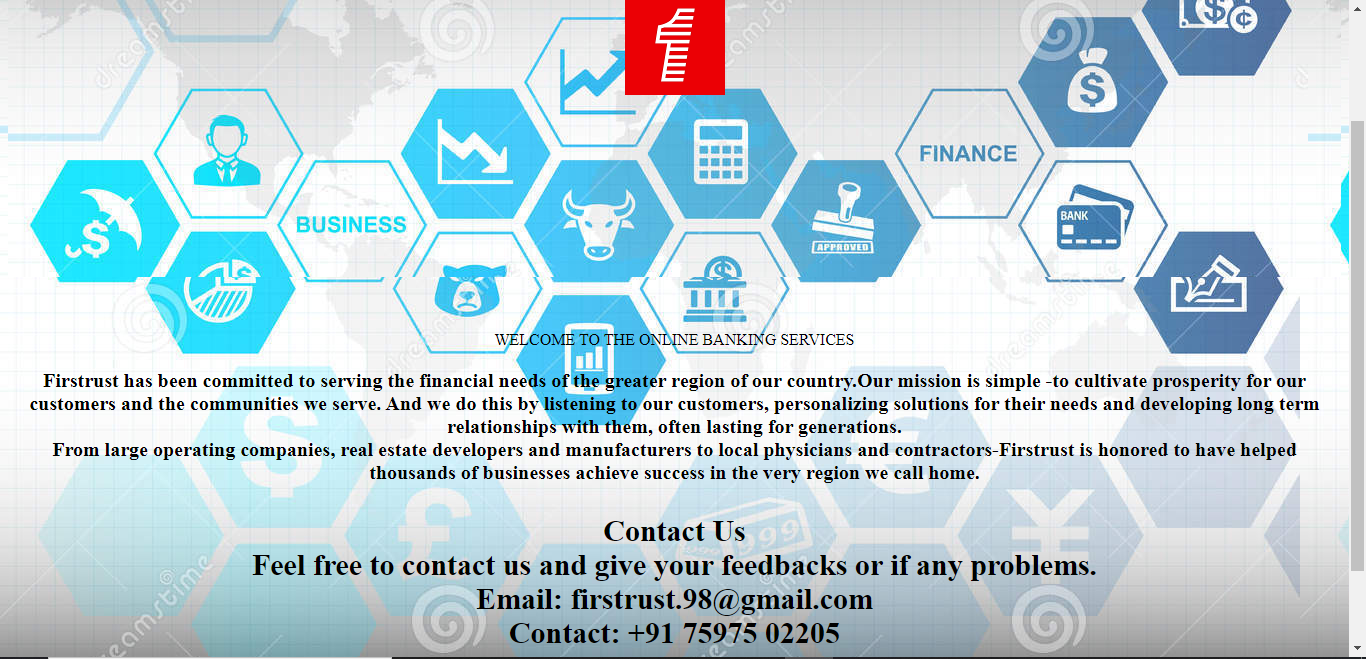 dreamstime
1
FINANCE
BANK
BUSINESS
APPROVED
WELCOME TO THE ONLINE BANKING SERVICES
Firstrust has been committed to serving the financial needs of the greater region of our country.Our mission is simple -to cultivate prosperity for our
customers and the communities we serve. And we do this by listening to our customers, personalizing solutions for their needs and developing long term
relationships with them, often lasting for generations.
From large operating companies, real estate developers and manufacturers to local physicians and contractors-Firstrust is honored to have helped
thousands of businesses achieve success in the very region we call home.
Contact Us
Feel free to contact us and give your feedbacks or if any problems.
Email: firstrust.98@gmail.com
Contact: +91 75975 02205